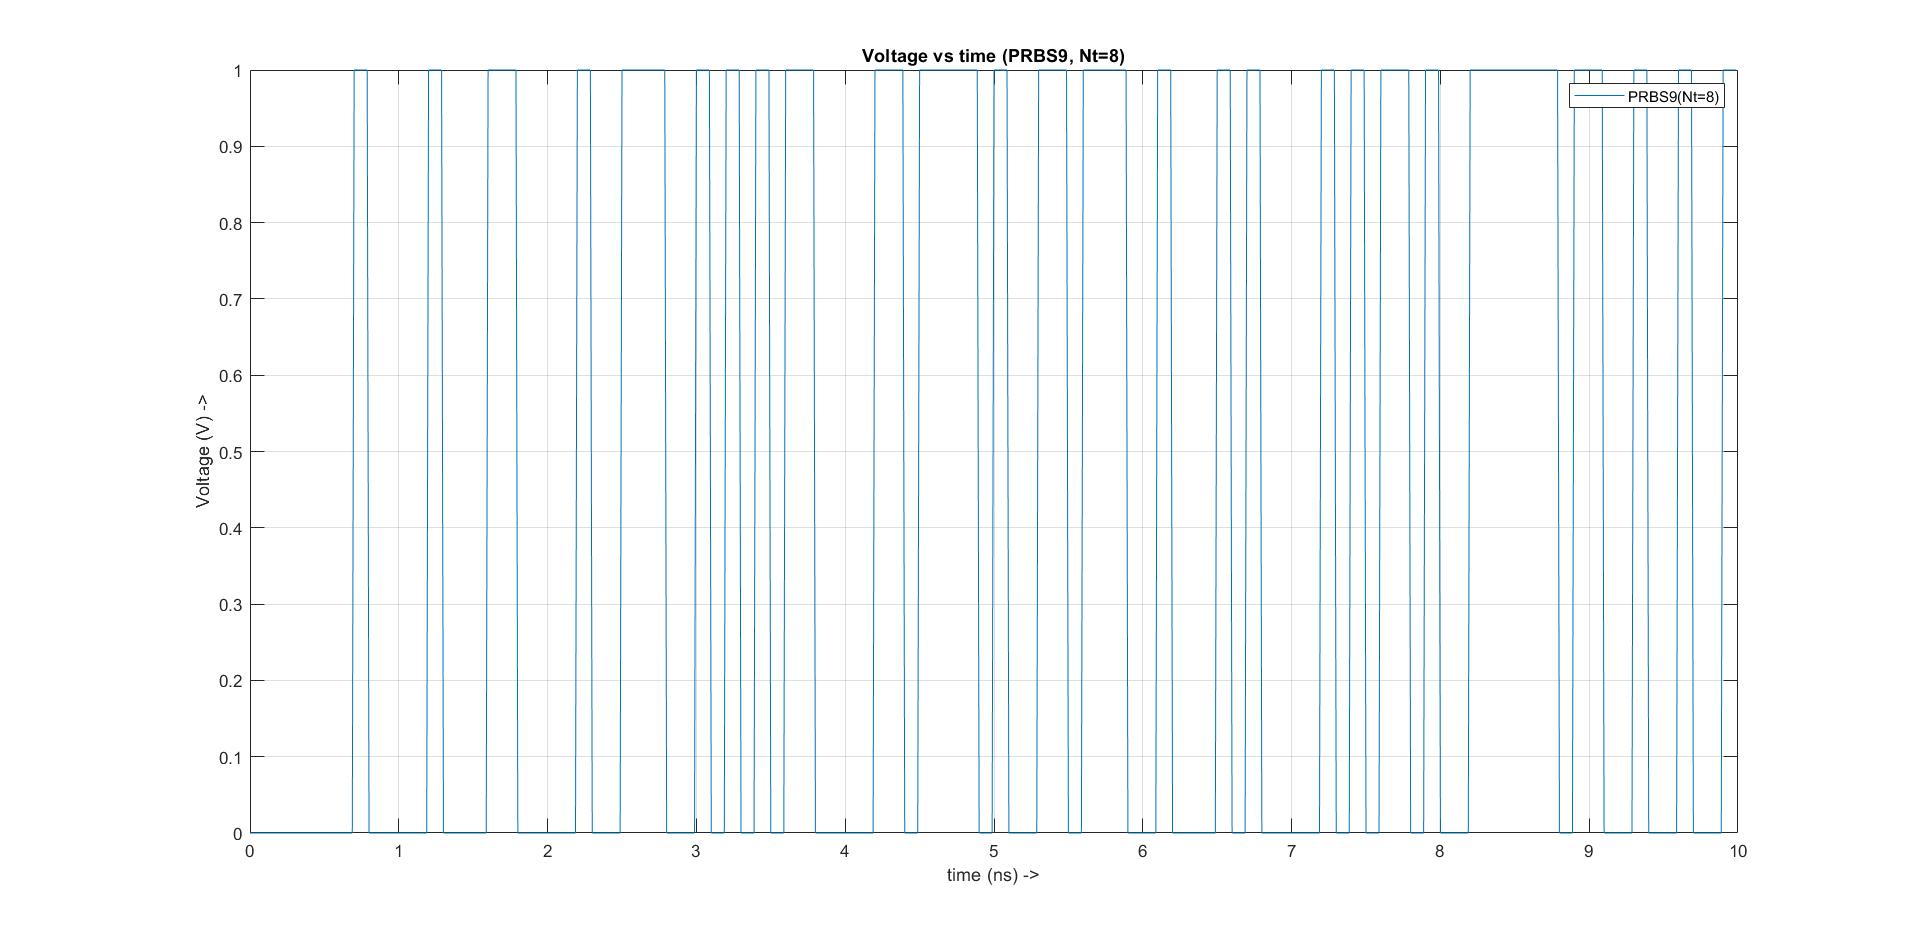 Voltage vs time (PRBS9, Nt=8)
PRBS9(Nt=8)
1
0.9
0.8
0.7
0.6
0.5
0.4
0.3
0.2
0.1
0
Voltage (V) ->
0 1 2 3 4 5 6 7 8 9 10
time (ns) ->